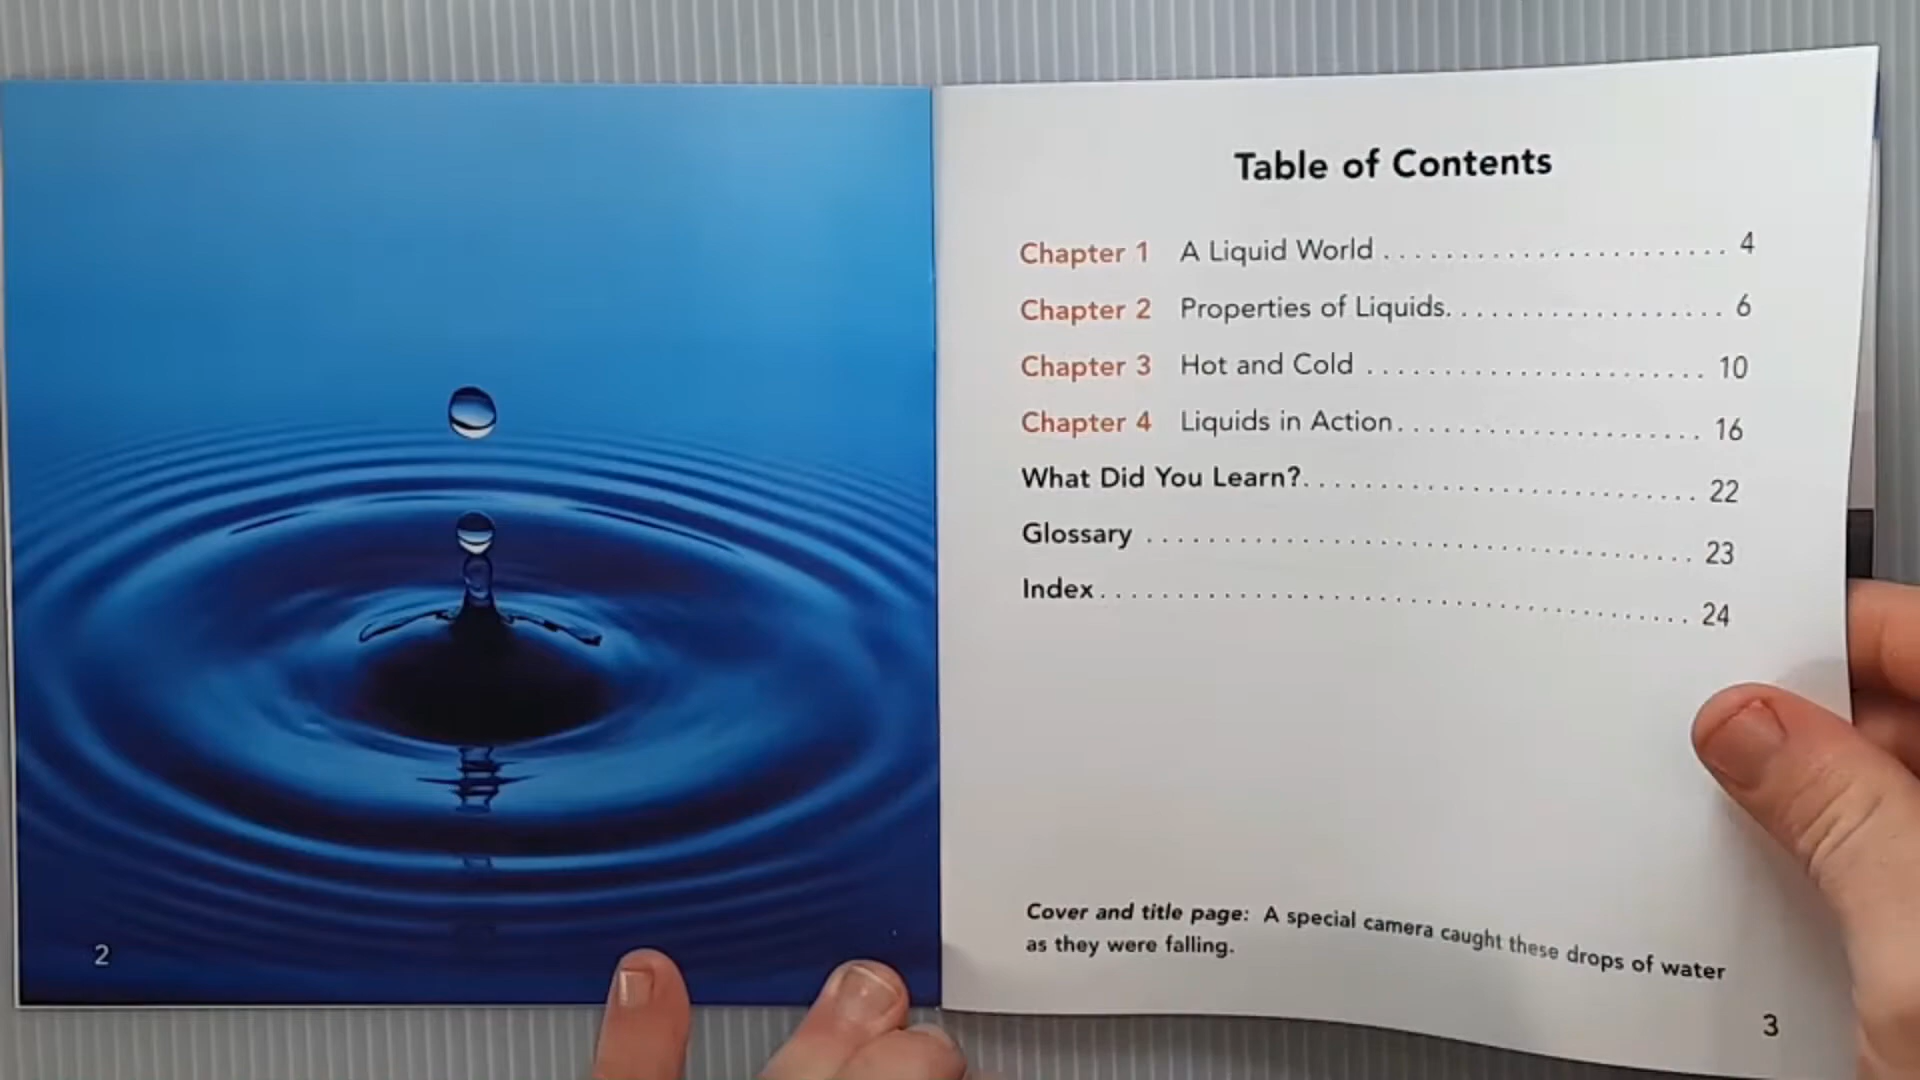 2
Table of Contents
Chapter 1 A Liquid World . . . . . . . . . . . . . . . . . . . . . . . 4
Chapter 2 Properties of Liquids. . . . . . . . . . . . . . . . . . . 6
Chapter 3 Hot and Cold . . . . . . . . . . . . . . . . . . . . . . . 10
Chapter 4 Liquids in Action. . . . . . . . . . . . . . . . . . . . . 16
What Did You Learn?. . . . . . . . . . . . . . . . . . . . . . . . . . 22
Glossary . . . . . . . . . . . . . . . . . . . . . . . . . . . . . . . . . . . . 23
Index . . . . . . . . . . . . . . . . . . . . . . . . . . . . . . . . . . . . . . . 24
Cover and title page: A special camera caught these drops of water
as they were falling.
3